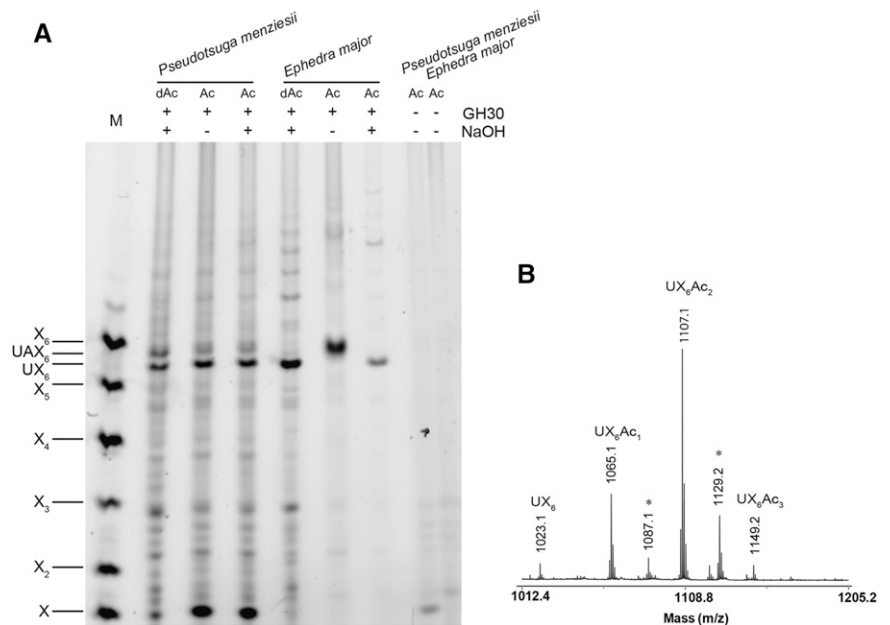 A
Pseudotsuga menziesii
Ephedra major
Pseudotsuga menziesii
Ephedra major
dAc Ac Ac dAc Ac Ac Ac Ac
M + + + + + + - - GH30
+ - + + - + - - NaOH
X₆
UAX₆
UX₆
X₅
X₄
X₃
X₂
X
B
UX₆Ac₂
1107.1
UX₆Ac₁
1065.1
*
1129.2
UX₆
1023.1
1087.1 *
UX₆Ac₃
1149.2
1012.4 1108.8 1205.2
Mass (m/z)